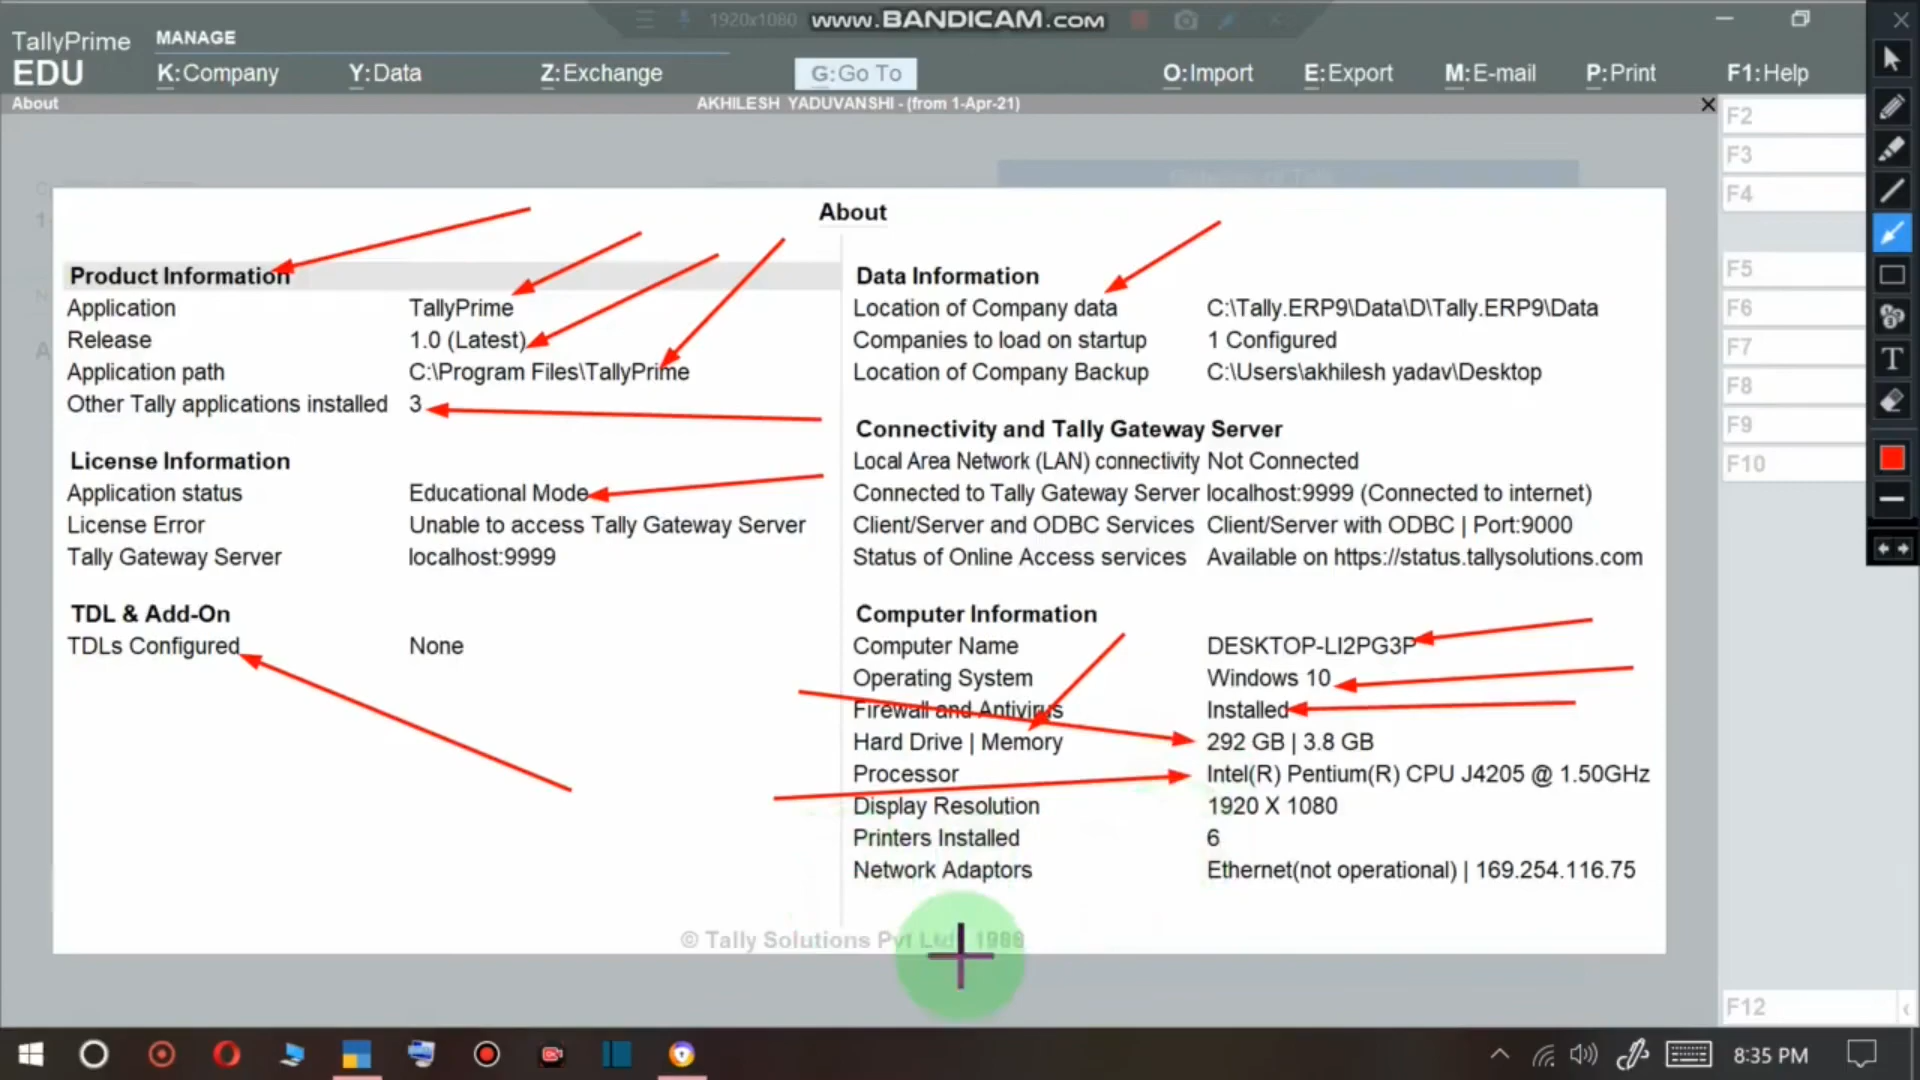 1920x1080 www.BANDICAM.com
TallyPrime MANAGE
EDU K:Company Y:Data Z:Exchange G:Go To O:Import E:Export M:E-mail P:Print F1:Help
About AKHILESH YADUVANSHI - (from 1-Apr-21)
F2
F3
F4
F5
F6
F7
F8
F9
F10
F12
About
Product Information
Application TallyPrime
Release 1.0 (Latest)
Application path C:\Program Files\TallyPrime
Other Tally applications installed 3
License Information
Application status Educational Mode
License Error Unable to access Tally Gateway Server
Tally Gateway Server localhost:9999
TDL & Add-On
TDLs Configured None
Data Information
Location of Company data C:\Tally.ERP9\Data\D\Tally.ERP9\Data
Companies to load on startup 1 Configured
Location of Company Backup C:\Users\akhilesh yadav\Desktop
Connectivity and Tally Gateway Server
Local Area Network (LAN) connectivity Not Connected
Connected to Tally Gateway Server localhost:9999 (Connected to internet)
Client/Server and ODBC Services Client/Server with ODBC | Port:9000
Status of Online Access services Available on https://status.tallysolutions.com
Computer Information
Computer Name DESKTOP-LI2PG3P
Operating System Windows 10
Firewall and Antivirus Installed
Hard Drive | Memory 292 GB | 3.8 GB
Processor Intel(R) Pentium(R) CPU J4205 @ 1.50GHz
Display Resolution 1920 X 1080
Printers Installed 6
Network Adaptors Ethernet(not operational) | 169.254.116.75
© Tally Solutions Pvt Ltd
8:35 PM